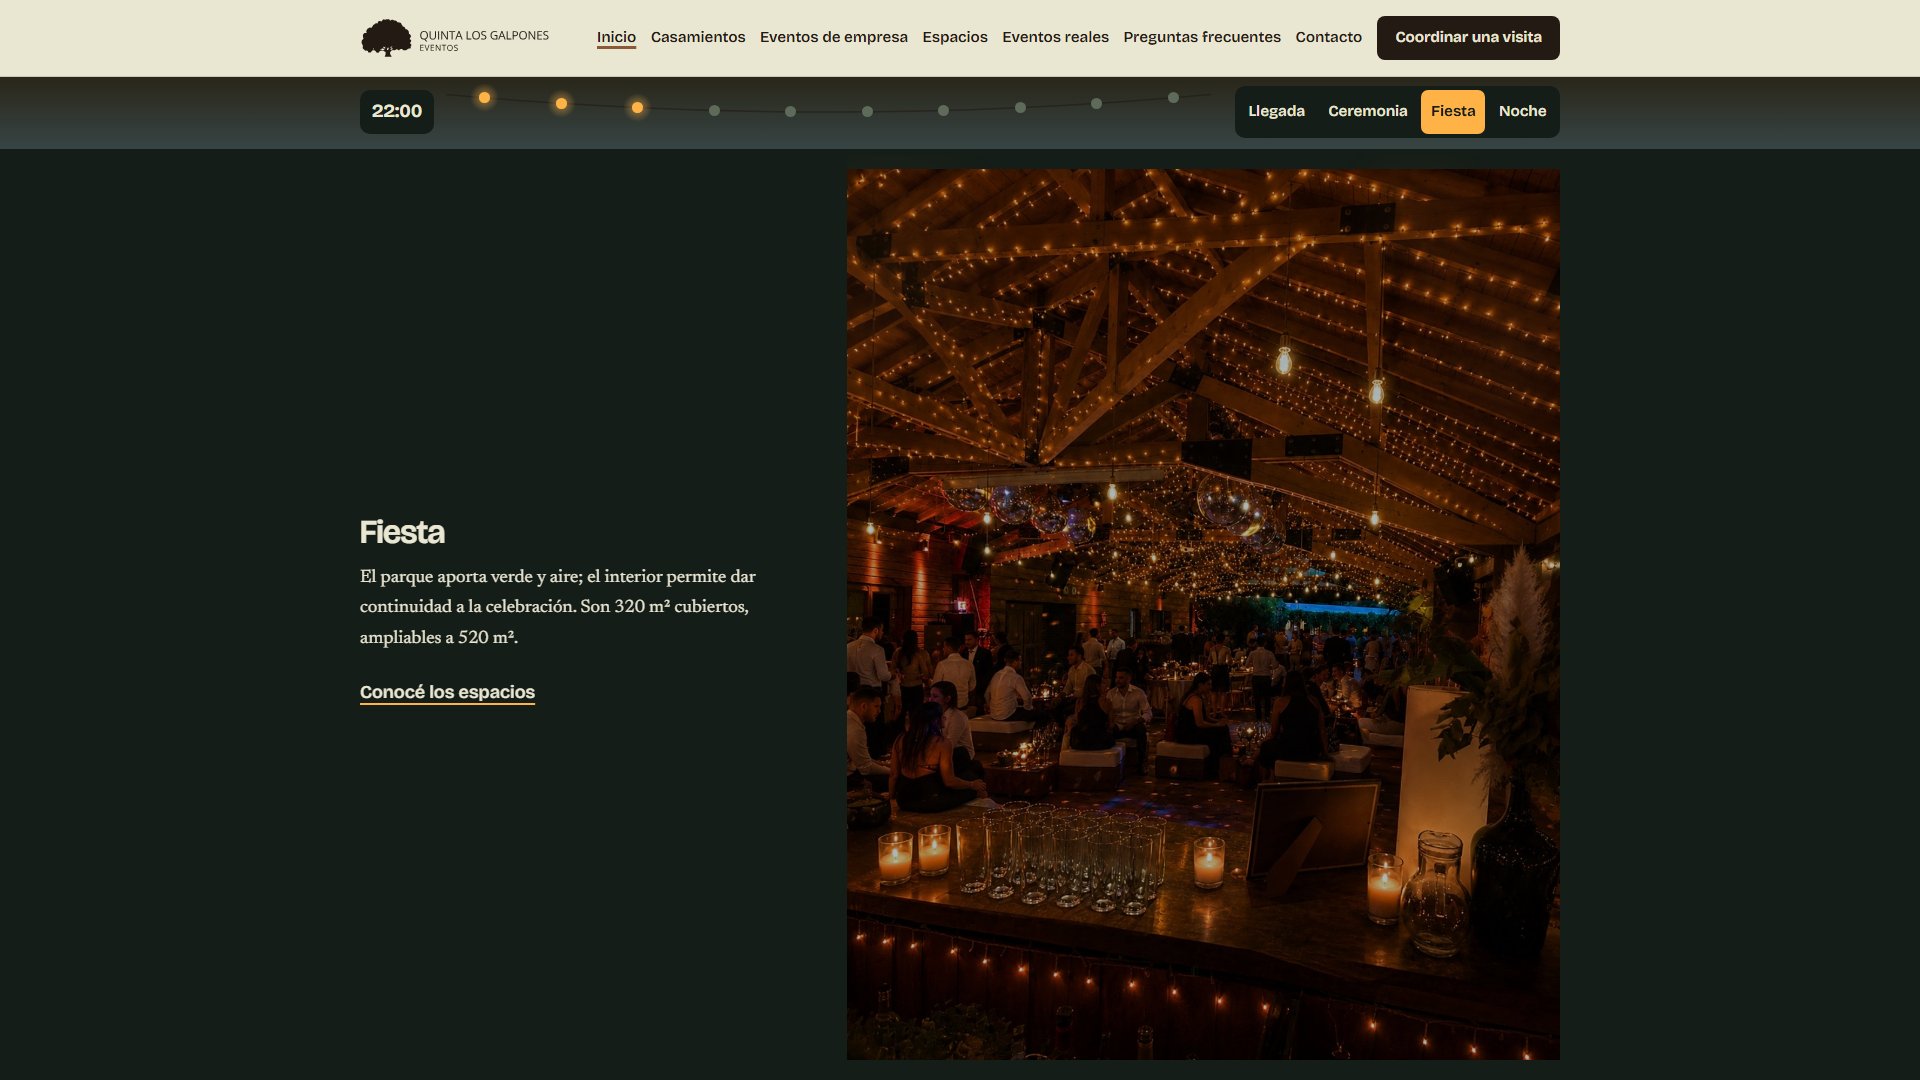 QUINTA LOS GALPONES
EVENTOS
Inicio
Casamientos
Eventos de empresa
Espacios
Eventos reales
Preguntas frecuentes
Contacto
Coordinar una visita
22:00
Llegada
Ceremonia
Fiesta
Noche
Fiesta
El parque aporta verde y aire; el interior permite dar
continuidad a la celebración. Son 320 m² cubiertos,
ampliables a 520 m².
Conocé los espacios